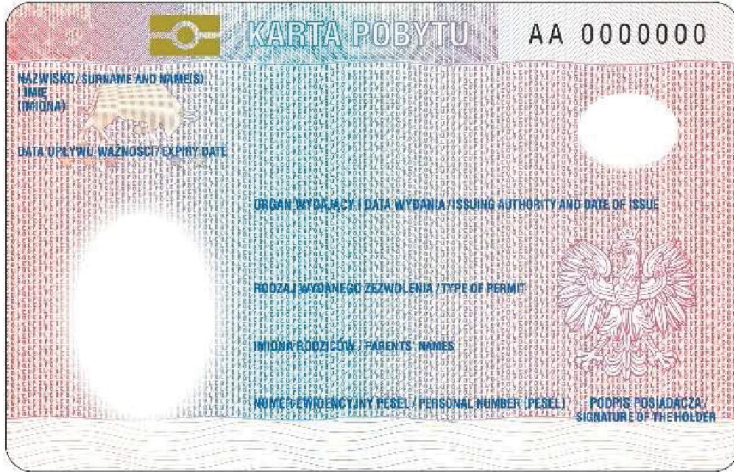 KARTA POBYTU
AA 0000000
NAZWISKO/SURNAME AND NAME(S)
I IMIĘ
(IMIONA)
DATA UPŁYWU WAŻNOŚCI/EXPIRY DATE
ORGAN WYDAJĄCY I DATA WYDANIA/ISSUING AUTHORITY AND DATE OF ISSUE
RODZAJ WYDANEGO ZEZWOLENIA/TYPE OF PERMIT
IMIONA RODZICÓW/PARENTS' NAMES
NUMER EWIDENCYJNY PESEL/PERSONAL NUMBER (PESEL)
PODPIS POSIADACZA/
SIGNATURE OF THE HOLDER